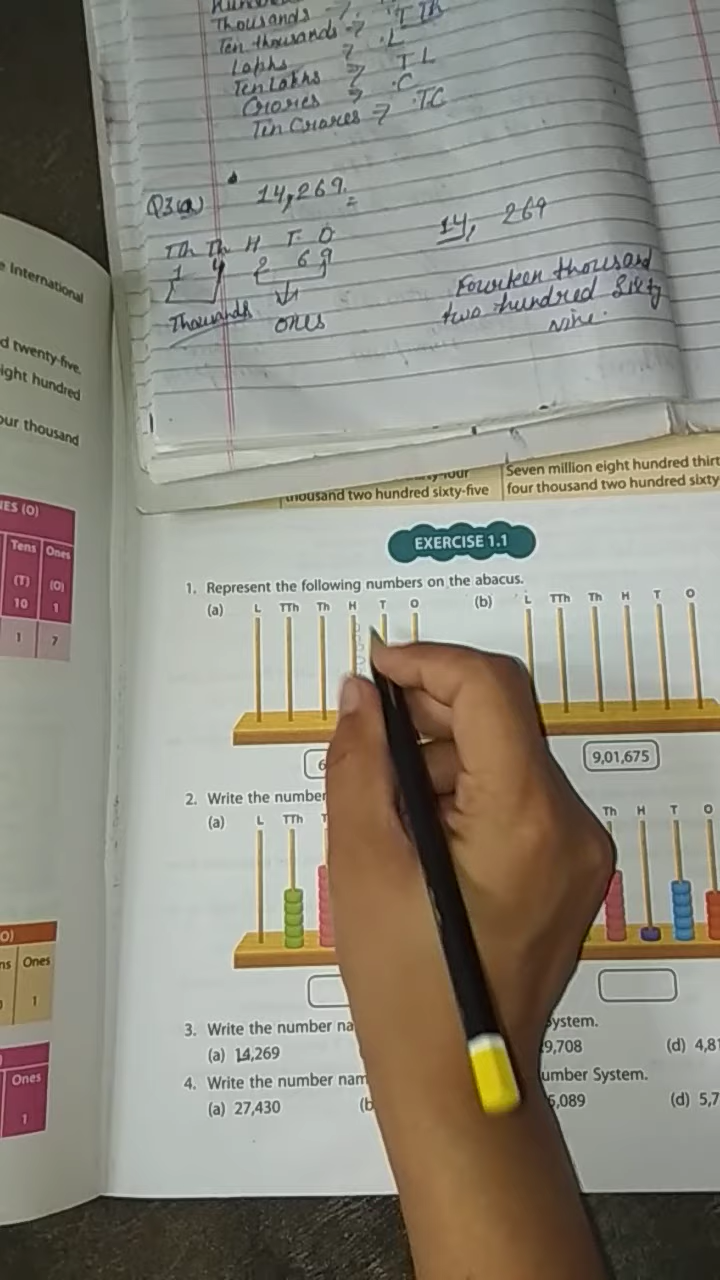 Thousands
Ten thousands → T Th
Lakhs → L
Ten Lakhs → TL
Crores → C
Ten Crores → TC
Q3(a) 14,269.
TTh Th H T O
1 4 2 6 9
Thousands ones
14, 269
Fourteen thousand
two hundred Sixty
nine.
International
d twenty-five.
ight hundred
our thousand
ES (O)
Tens Ones
(T) (O)
10 1
1 7
O)
ns Ones
1
Ones
1
thousand two hundred sixty-five
Seven million eight hundred thirt
four thousand two hundred sixty
EXERCISE 1.1
1. Represent the following numbers on the abacus.
(a) L TTh Th H T O
(b) L TTh Th H T O
6
9,01,675
2. Write the number
(a) L TTh T
Th H T O
3. Write the number na
ystem.
(a) 14,269
9,708
(d) 4,81
4. Write the number nam
umber System.
(a) 27,430
(b
,089
(d) 5,7